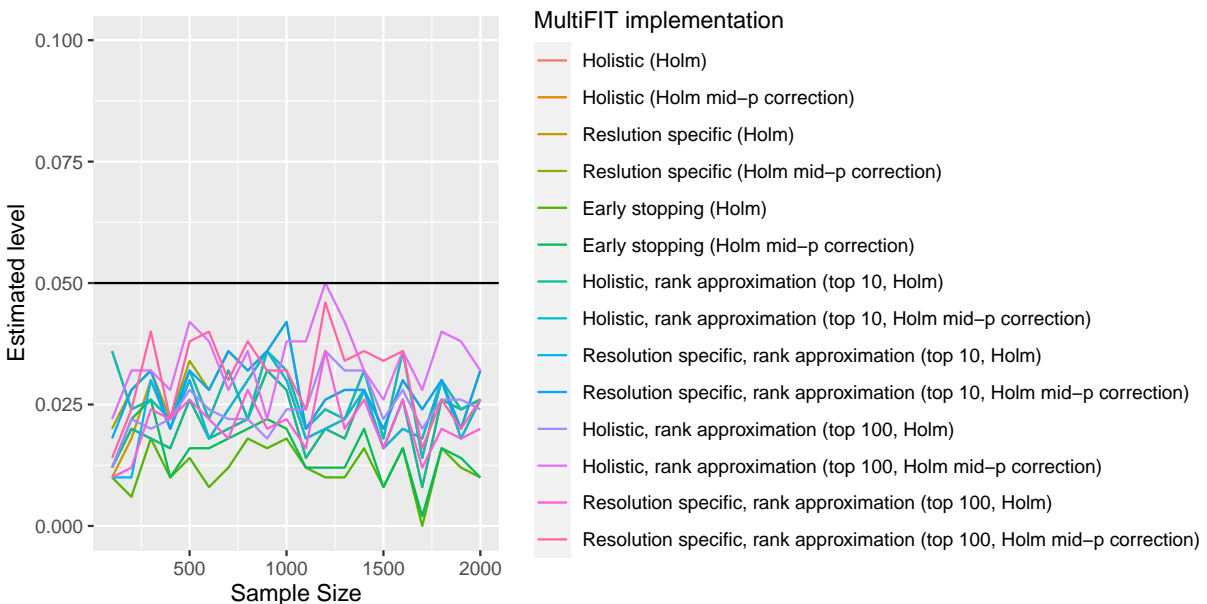 MultiFIT implementation
Holistic (Holm)
Holistic (Holm mid−p correction)
Reslution specific (Holm)
Reslution specific (Holm mid−p correction)
Early stopping (Holm)
Early stopping (Holm mid−p correction)
Holistic, rank approximation (top 10, Holm)
Holistic, rank approximation (top 10, Holm mid−p correction)
Resolution specific, rank approximation (top 10, Holm)
Resolution specific, rank approximation (top 10, Holm mid−p correction)
Holistic, rank approximation (top 100, Holm)
Holistic, rank approximation (top 100, Holm mid−p correction)
Resolution specific, rank approximation (top 100, Holm)
Resolution specific, rank approximation (top 100, Holm mid−p correction)
Estimated level
0.100
0.075
0.050
0.025
0.000
500 1000 1500 2000
Sample Size